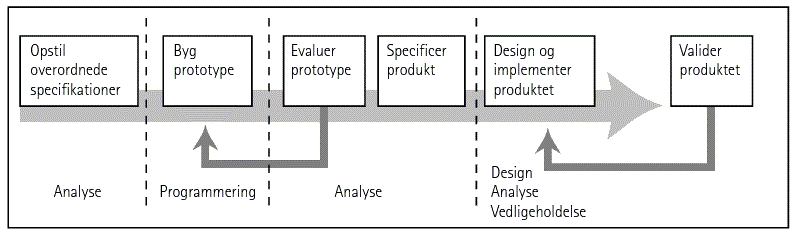 Opstil
overordnede
specifikationer
Byg
prototype
Evaluer
prototype
Specificer
produkt
Design og
implementer
produktet
Valider
produktet
Analyse
Programmering
Analyse
Design
Analyse
Vedligeholdelse